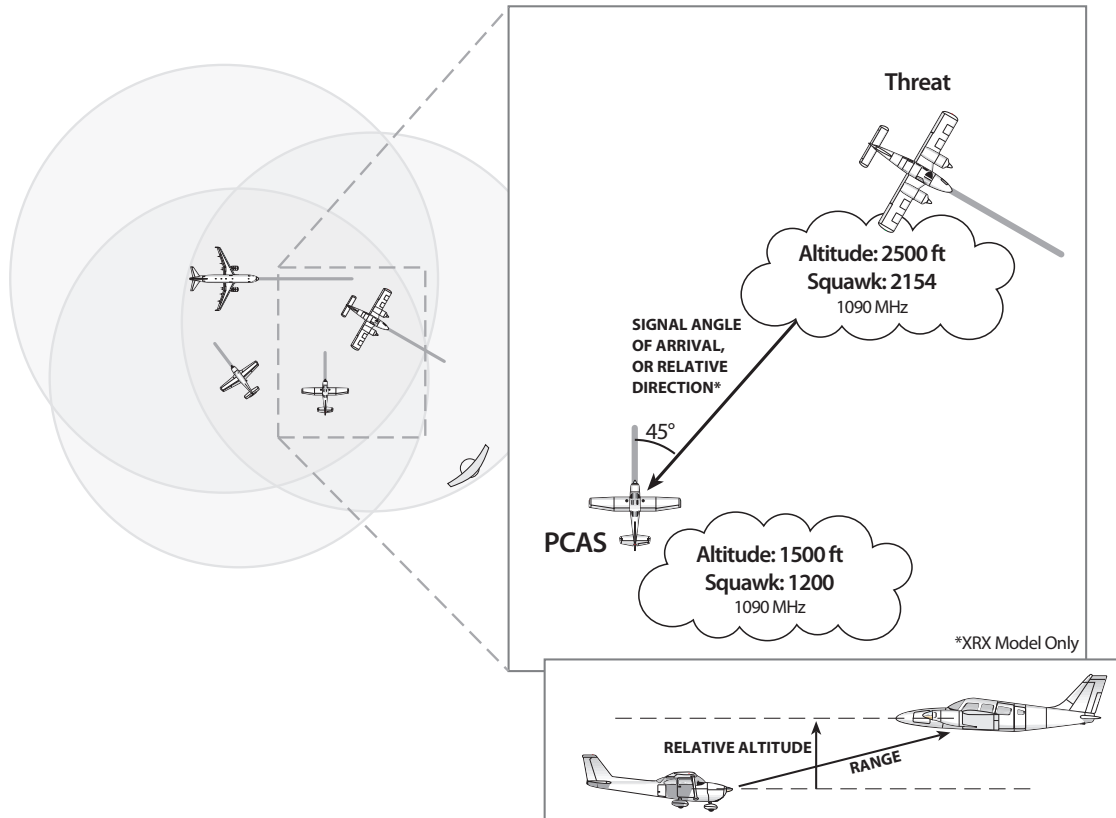 Threat
Altitude: 2500 ft
Squawk: 2154
1090 MHz
SIGNAL ANGLE
OF ARRIVAL,
OR RELATIVE
DIRECTION*
45°
PCAS
Altitude: 1500 ft
Squawk: 1200
1090 MHz
*XRX Model Only
RELATIVE ALTITUDE
RANGE